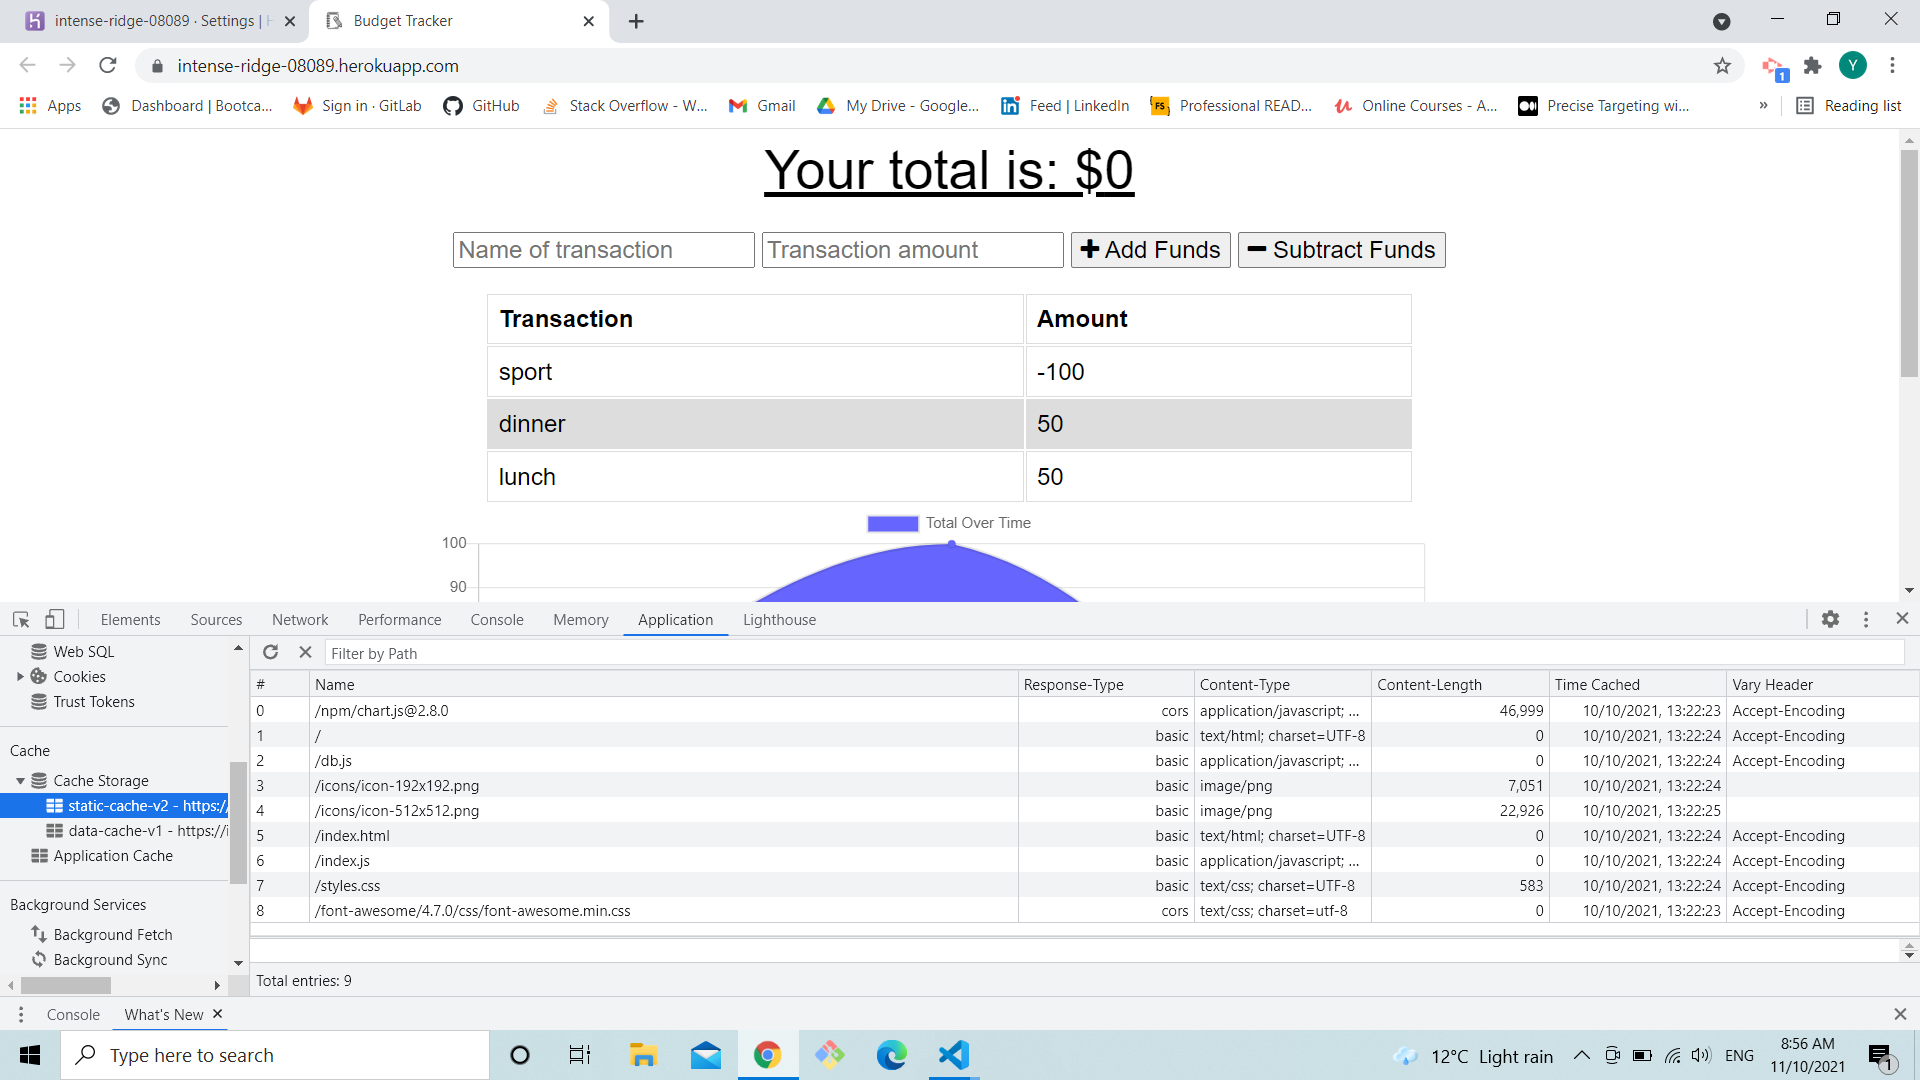 intense-ridge-08089 · Settings | H
Budget Tracker
intense-ridge-08089.herokuapp.com
Y
1
Apps
Dashboard | Bootca...
Sign in · GitLab
GitHub
Stack Overflow - W...
Gmail
My Drive - Google...
Feed | LinkedIn
Professional READ...
Online Courses - A...
Precise Targeting wi...
»
Reading list
Your total is: $0
Name of transaction
Transaction amount
Add Funds
Subtract Funds
Transaction Amount
sport -100
dinner 50
lunch 50
Total Over Time
100
90
Elements Sources Network Performance Console Memory Application Lighthouse
Web SQL
Cookies
Trust Tokens
Cache
Cache Storage
static-cache-v2 - https:/
data-cache-v1 - https://i
Application Cache
Background Services
Background Fetch
Background Sync
Filter by Path
# Name Response-Type Content-Type Content-Length Time Cached Vary Header
0 /npm/chart.js@2.8.0 cors application/javascript; ... 46,999 10/10/2021, 13:22:23 Accept-Encoding
1 / basic text/html; charset=UTF-8 0 10/10/2021, 13:22:24 Accept-Encoding
2 /db.js basic application/javascript; ... 0 10/10/2021, 13:22:24 Accept-Encoding
3 /icons/icon-192x192.png basic image/png 7,051 10/10/2021, 13:22:24
4 /icons/icon-512x512.png basic image/png 22,926 10/10/2021, 13:22:25
5 /index.html basic text/html; charset=UTF-8 0 10/10/2021, 13:22:24 Accept-Encoding
6 /index.js basic application/javascript; ... 0 10/10/2021, 13:22:24 Accept-Encoding
7 /styles.css basic text/css; charset=UTF-8 583 10/10/2021, 13:22:24 Accept-Encoding
8 /font-awesome/4.7.0/css/font-awesome.min.css cors text/css; charset=utf-8 0 10/10/2021, 13:22:23 Accept-Encoding
Total entries: 9
Console What's New
Type here to search
12°C Light rain
ENG
8:56 AM
11/10/2021
1